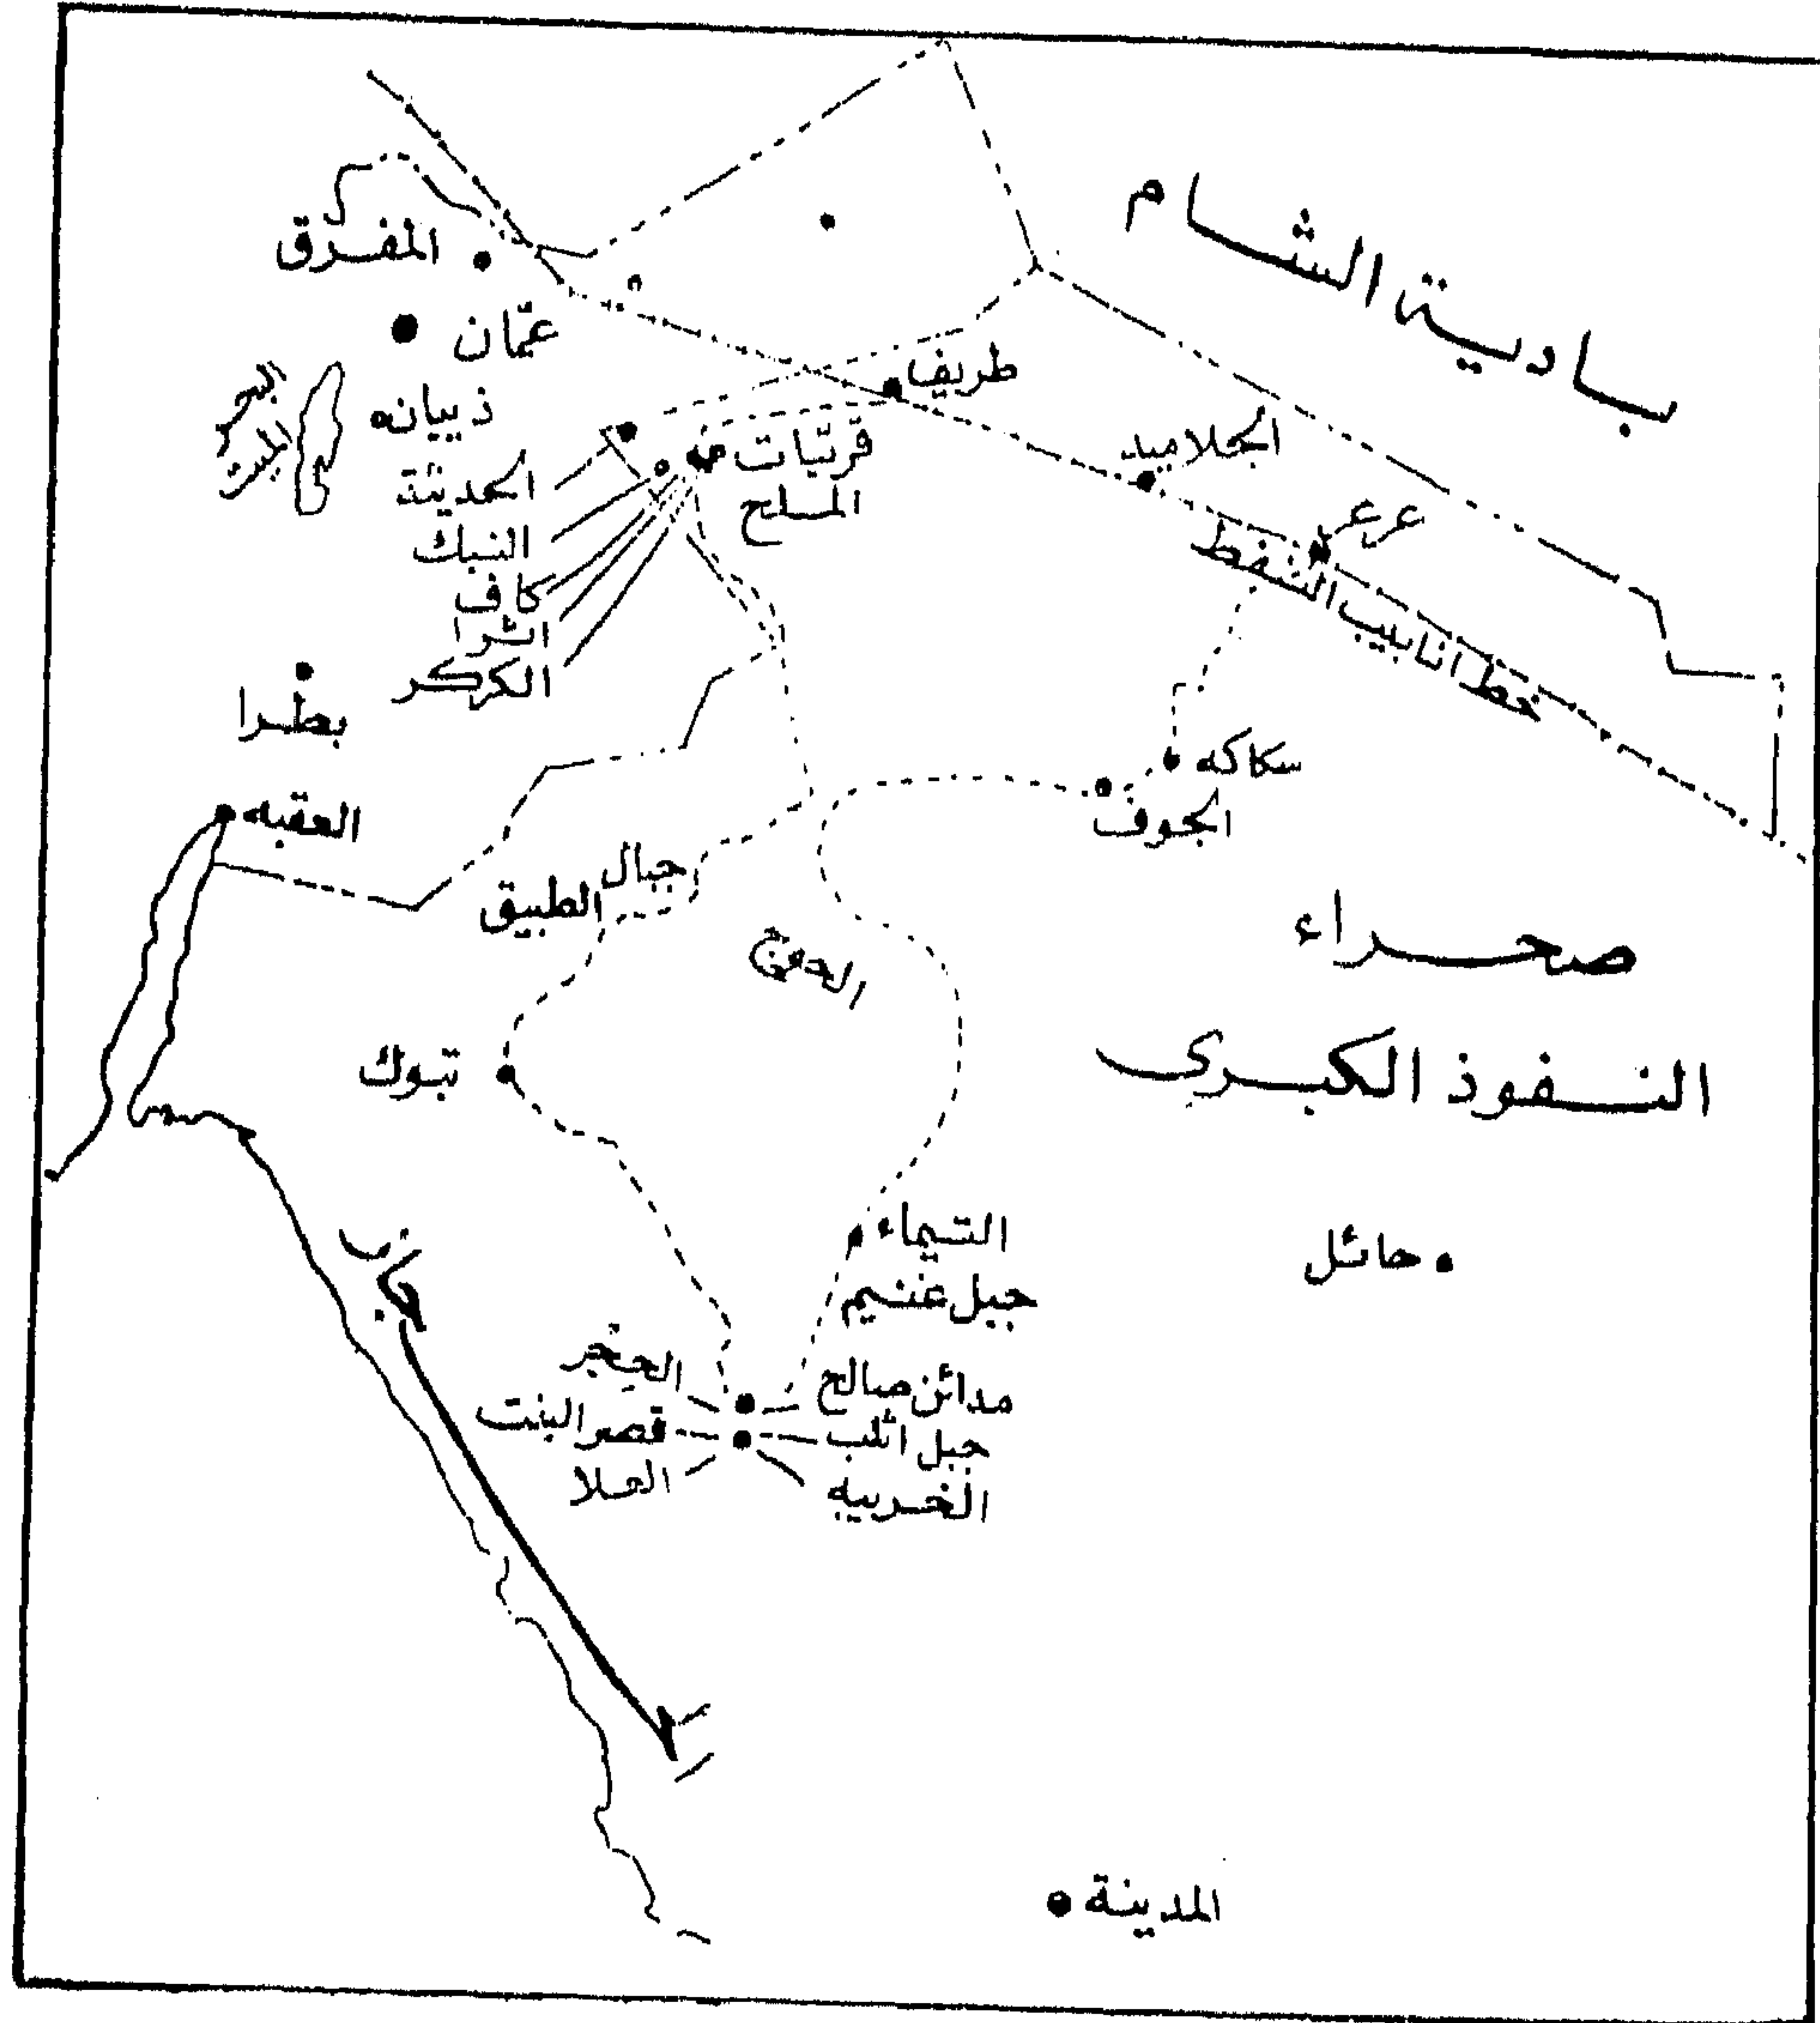 بادية الشام
المفرق
عمّان
طريف
ذيبانه
البحر
الميت
الجلاميد
قريّات
الملح
الحديثة
النبك
كاف
اثرا
الكركر
عرعر
خط انابيب النفط
بطرا
سكاكه
الجوف
العقبه
جبال
الطبيق
صحراء
النفوذ الكبرى
تبوك
التيماء
حائل
جبل غنيم
الحجر
مدائن صالح
قصر البنت
جبل اثلب
العلا
الخريبه
المدينة